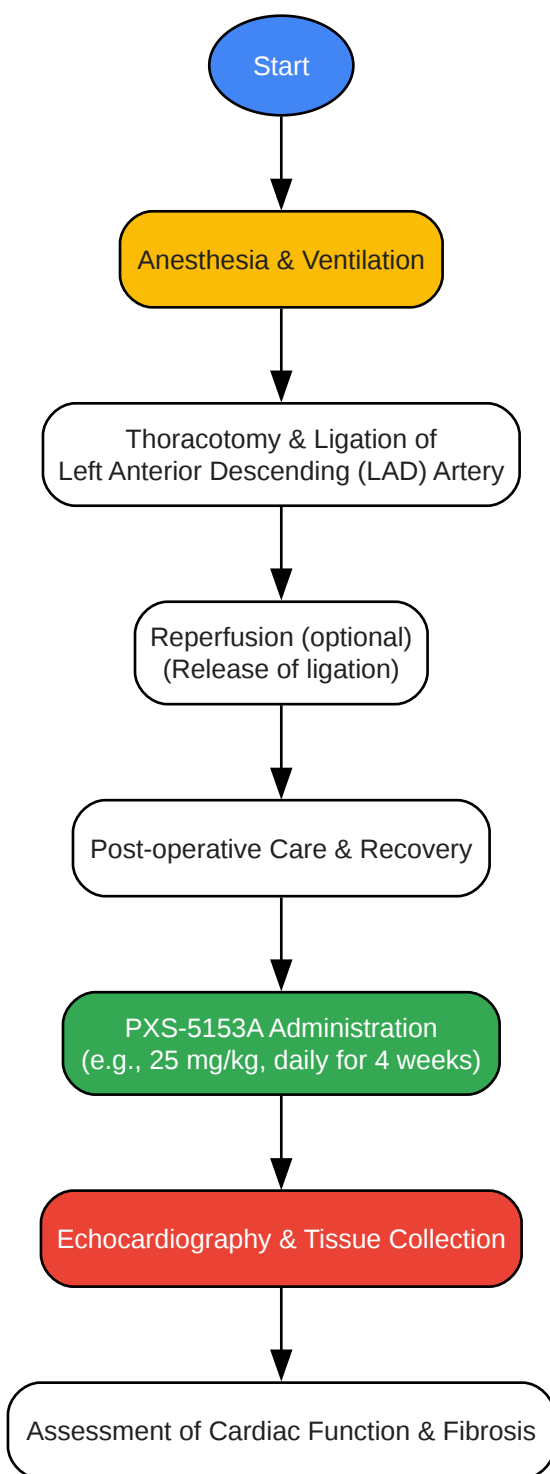 Start
Anesthesia & Ventilation
Thoracotomy & Ligation of
Left Anterior Descending (LAD) Artery
Reperfusion (optional)
(Release of ligation)
Post-operative Care & Recovery
PXS-5153A Administration
(e.g., 25 mg/kg, daily for 4 weeks)
Echocardiography & Tissue Collection
Assessment of Cardiac Function & Fibrosis